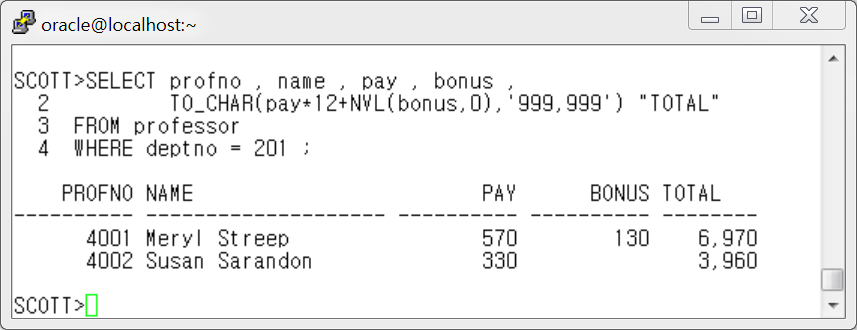 oracle@localhost:~
SCOTT>SELECT profno , name , pay , bonus ,
  2          TO_CHAR(pay*12+NVL(bonus,0),'999,999') "TOTAL"
  3  FROM professor
  4  WHERE deptno = 201 ;
    PROFNO NAME                        PAY      BONUS TOTAL
---------- -------------------- ---------- ---------- --------
      4001 Meryl Streep                570        130    6,970
      4002 Susan Sarandon              330               3,960
SCOTT>